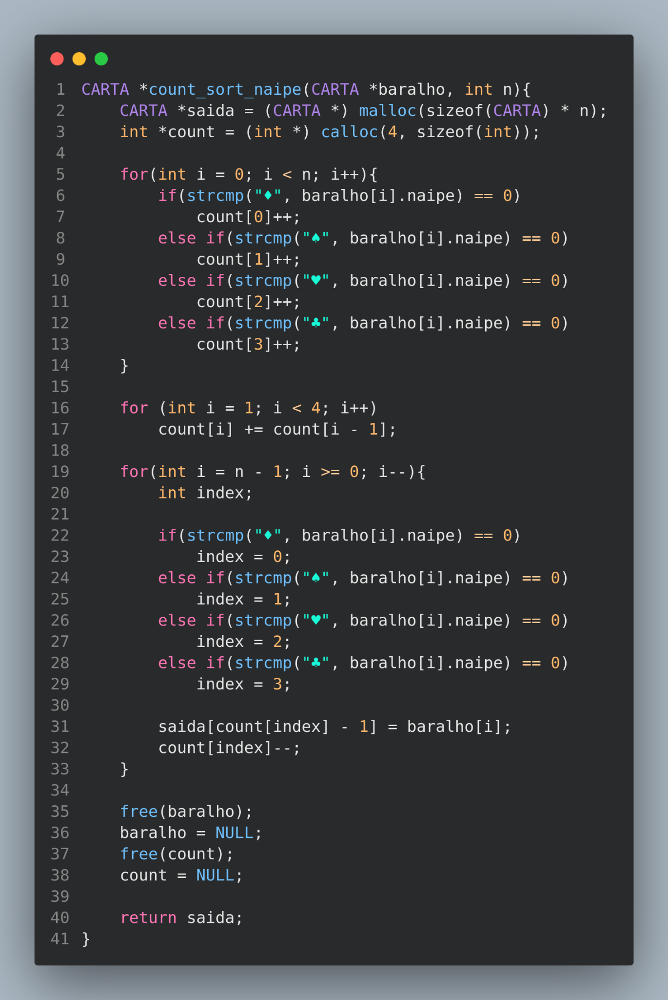 1 CARTA *count_sort_naipe(CARTA *baralho, int n){
2     CARTA *saida = (CARTA *) malloc(sizeof(CARTA) * n);
3     int *count = (int *) calloc(4, sizeof(int));
4
5     for(int i = 0; i < n; i++){
6         if(strcmp("♦", baralho[i].naipe) == 0)
7             count[0]++;
8         else if(strcmp("♠", baralho[i].naipe) == 0)
9             count[1]++;
10         else if(strcmp("♥", baralho[i].naipe) == 0)
11             count[2]++;
12         else if(strcmp("♣", baralho[i].naipe) == 0)
13             count[3]++;
14     }
15
16     for (int i = 1; i < 4; i++)
17         count[i] += count[i - 1];
18
19     for(int i = n - 1; i >= 0; i--){
20         int index;
21
22         if(strcmp("♦", baralho[i].naipe) == 0)
23             index = 0;
24         else if(strcmp("♠", baralho[i].naipe) == 0)
25             index = 1;
26         else if(strcmp("♥", baralho[i].naipe) == 0)
27             index = 2;
28         else if(strcmp("♣", baralho[i].naipe) == 0)
29             index = 3;
30
31         saida[count[index] - 1] = baralho[i];
32         count[index]--;
33     }
34
35     free(baralho);
36     baralho = NULL;
37     free(count);
38     count = NULL;
39
40     return saida;
41 }